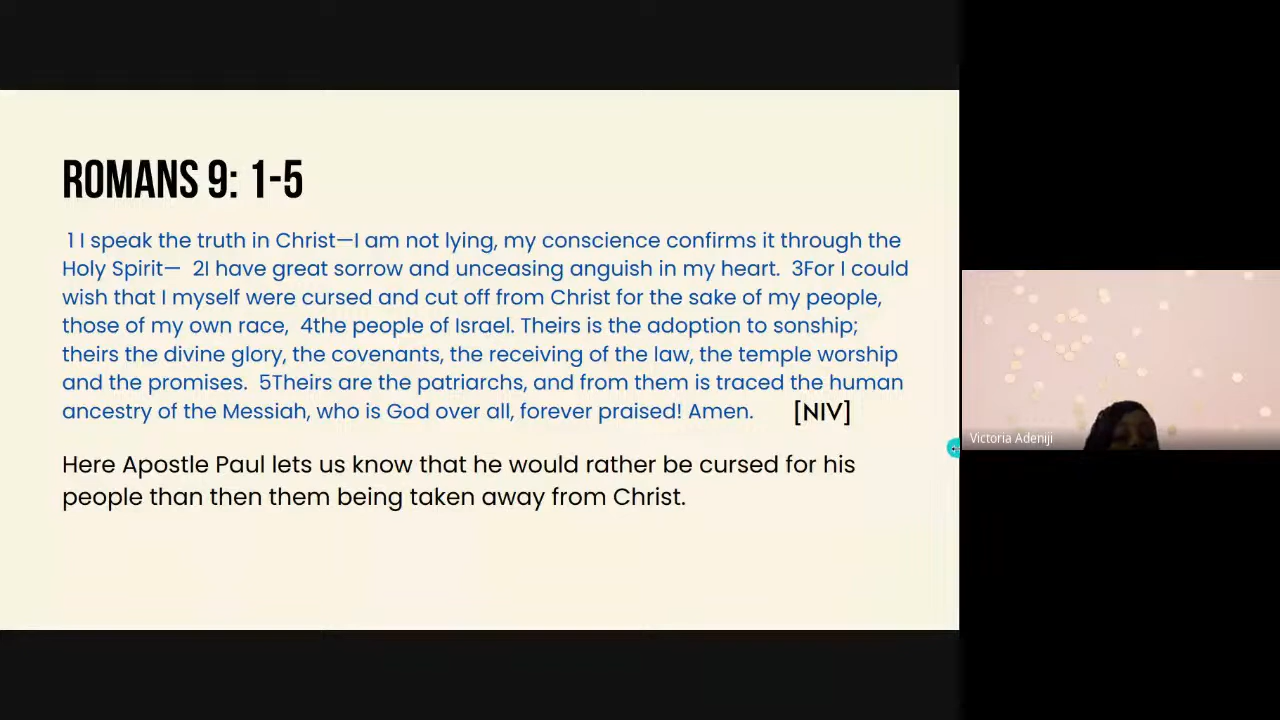 ROMANS 9: 1-5
1 I speak the truth in Christ—I am not lying, my conscience confirms it through the
Holy Spirit— 2I have great sorrow and unceasing anguish in my heart. 3For I could
wish that I myself were cursed and cut off from Christ for the sake of my people,
those of my own race, 4the people of Israel. Theirs is the adoption to sonship;
theirs the divine glory, the covenants, the receiving of the law, the temple worship
and the promises. 5Theirs are the patriarchs, and from them is traced the human
ancestry of the Messiah, who is God over all, forever praised! Amen. [NIV]
Here Apostle Paul lets us know that he would rather be cursed for his
people than then them being taken away from Christ.
Victoria Adeniji